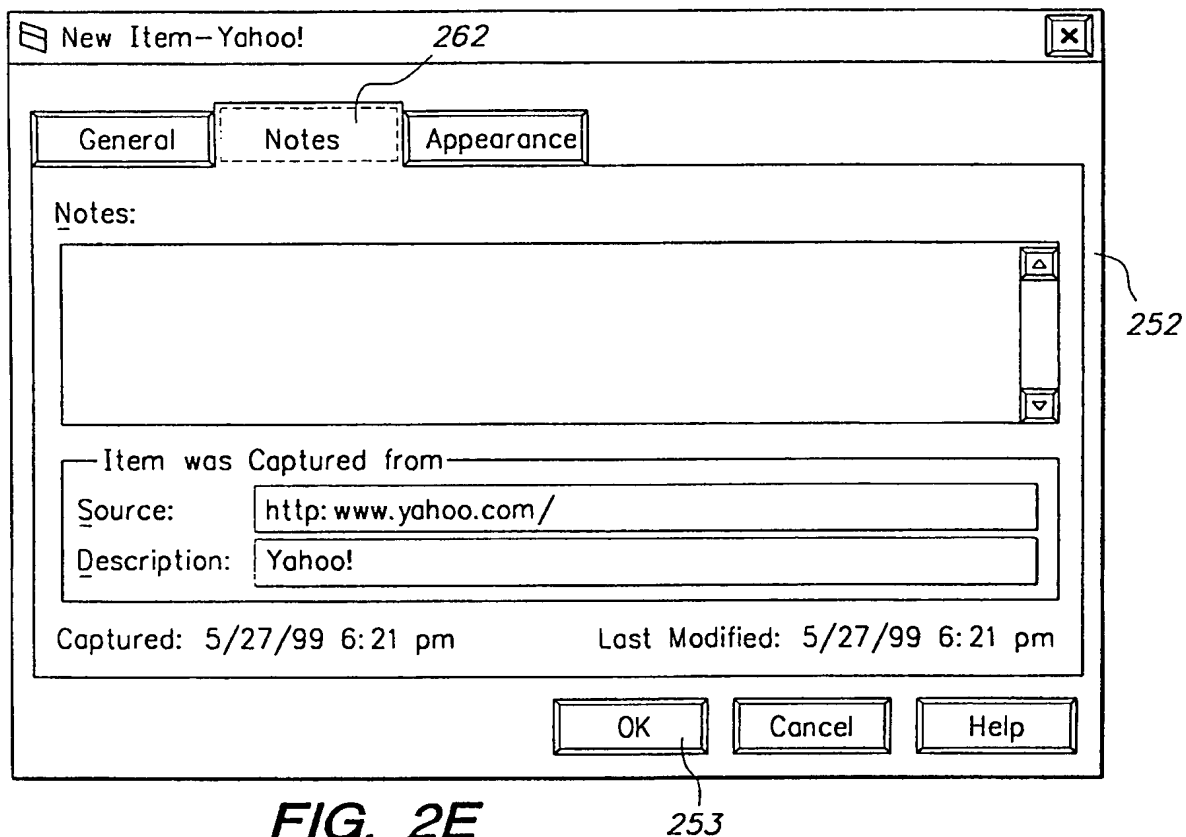 New Item-Yahoo! 262
General Notes Appearance
Notes:
252
Item was Captured from
Source: http: www.yahoo.com/
Description: Yahoo!
Captured: 5/27/99 6:21 pm Last Modified: 5/27/99 6:21 pm
OK Cancel Help
FIG. 2E 253